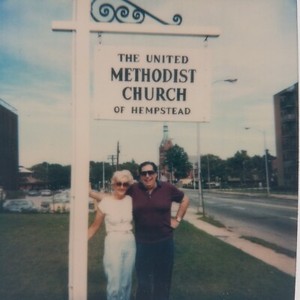 THE UNITED
METHODIST
CHURCH
OF HEMPSTEAD